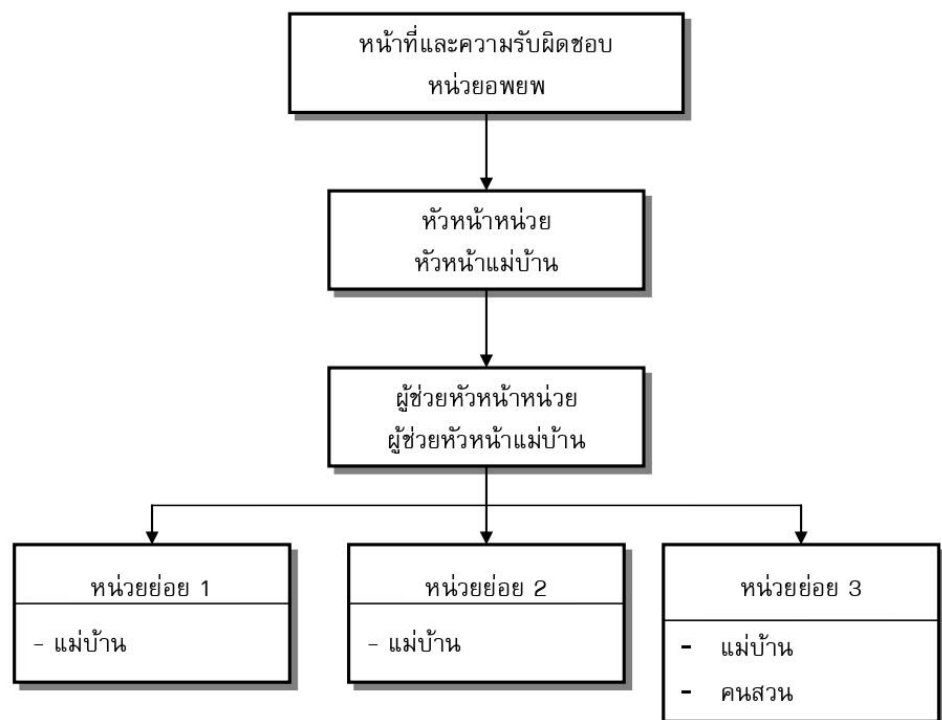 หน้าที่และความรับผิดชอบ
หน่วยอพยพ
หัวหน้าหน่วย
หัวหน้าแม่บ้าน
ผู้ช่วยหัวหน้าหน่วย
ผู้ช่วยหัวหน้าแม่บ้าน
หน่วยย่อย 1
- แม่บ้าน
หน่วยย่อย 2
- แม่บ้าน
หน่วยย่อย 3
- แม่บ้าน
- คนสวน